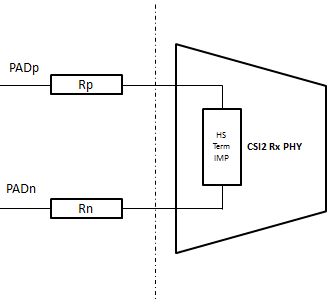 PADp
Rp
HS
Term
IMP
CSI2 Rx PHY
PADn
Rn